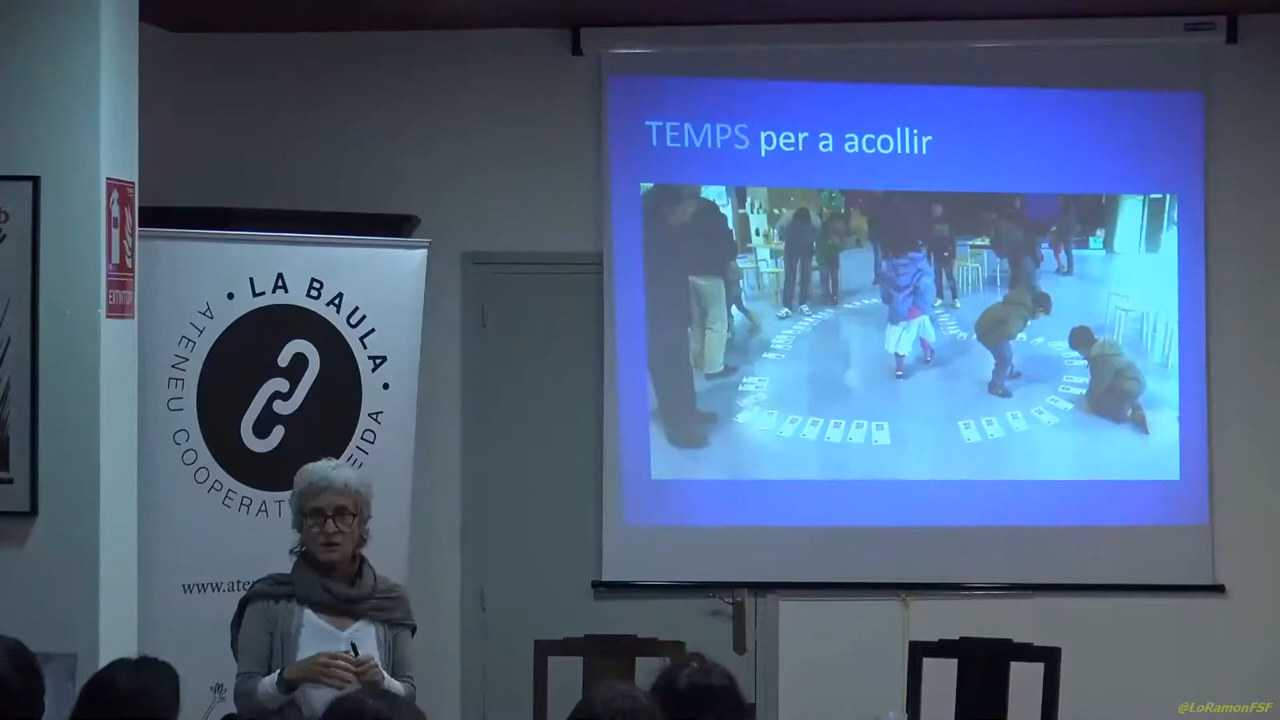 TEMPS per a acollir
EXTINTOR
• LA BAULA •
ATENEU COOPERAT
EIDA
www.ate
@LoRamonFSF